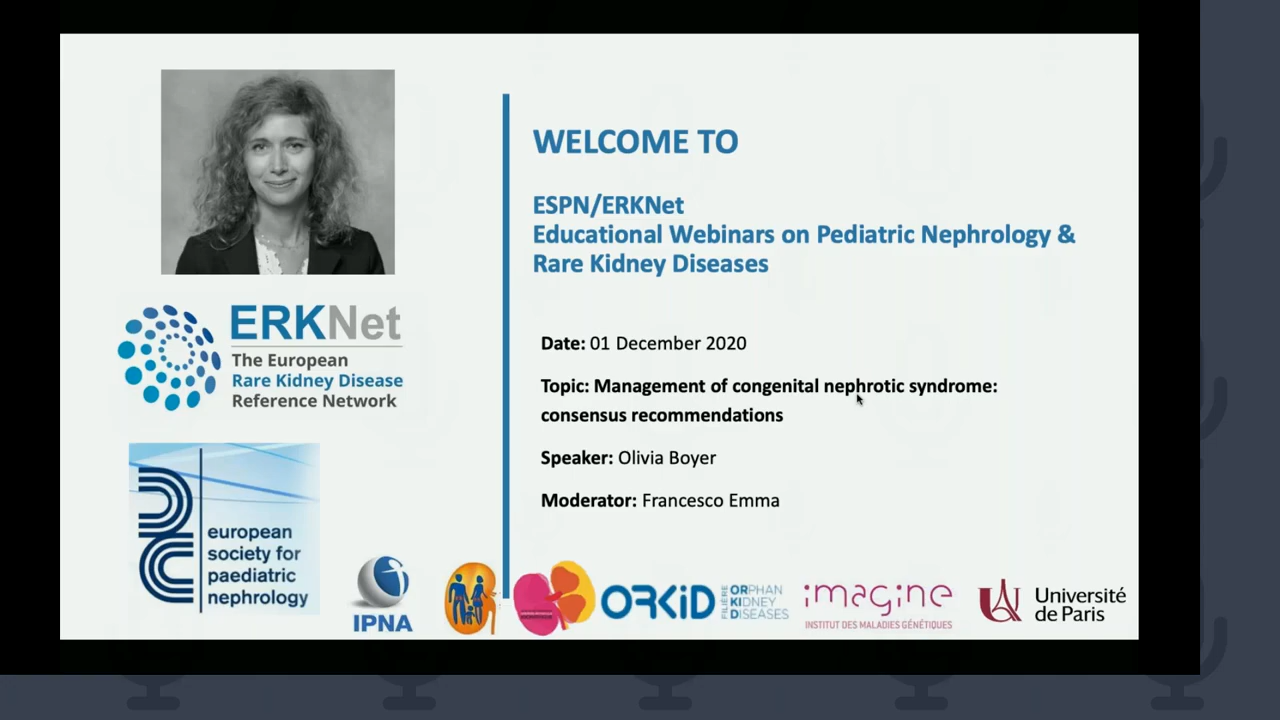 WELCOME TO
ESPN/ERKNet
Educational Webinars on Pediatric Nephrology &
Rare Kidney Diseases
Date: 01 December 2020
Topic: Management of congenital nephrotic syndrome:
consensus recommendations
Speaker: Olivia Boyer
Moderator: Francesco Emma
ERKNet
The European
Rare Kidney Disease
Reference Network
european
society for
paediatric
nephrology
IPNA
ORKiD
FILIÈRE
ORPHAN
KIDNEY
DISEASES
imagine
INSTITUT DES MALADIES GÉNÉTIQUES
Université
de Paris